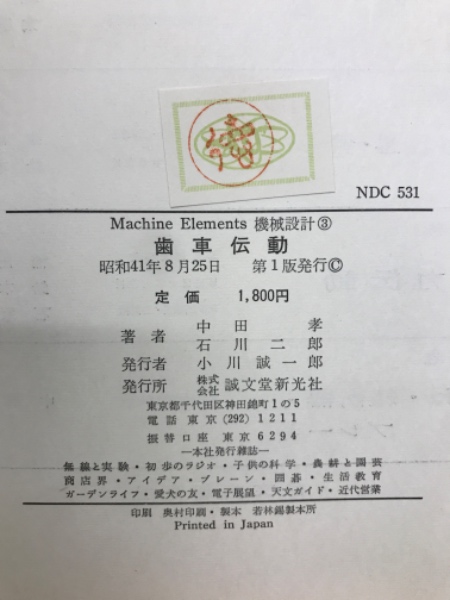 NDC 531
Machine Elements 機械設計③
歯車伝動
昭和41年8月25日 第1版発行©
定価 1,800円
著者 中田 孝
石川二郎
発行者 小川誠一郎
発行所 株式会社 誠文堂新光社
東京都千代田区神田錦町1の5
電話 東京(292)1211
振替口座 東京6294
―本社発行雑誌―
無線と実験・初歩のラジオ・子供の科学・農耕と園芸
商店界・アイデア・ブレーン・囲碁・生活教育
ガーデンライフ・愛犬の友・電子展望・天文ガイド・近代営業
印刷 奥村印刷・製本 若林錫製本所
Printed in Japan